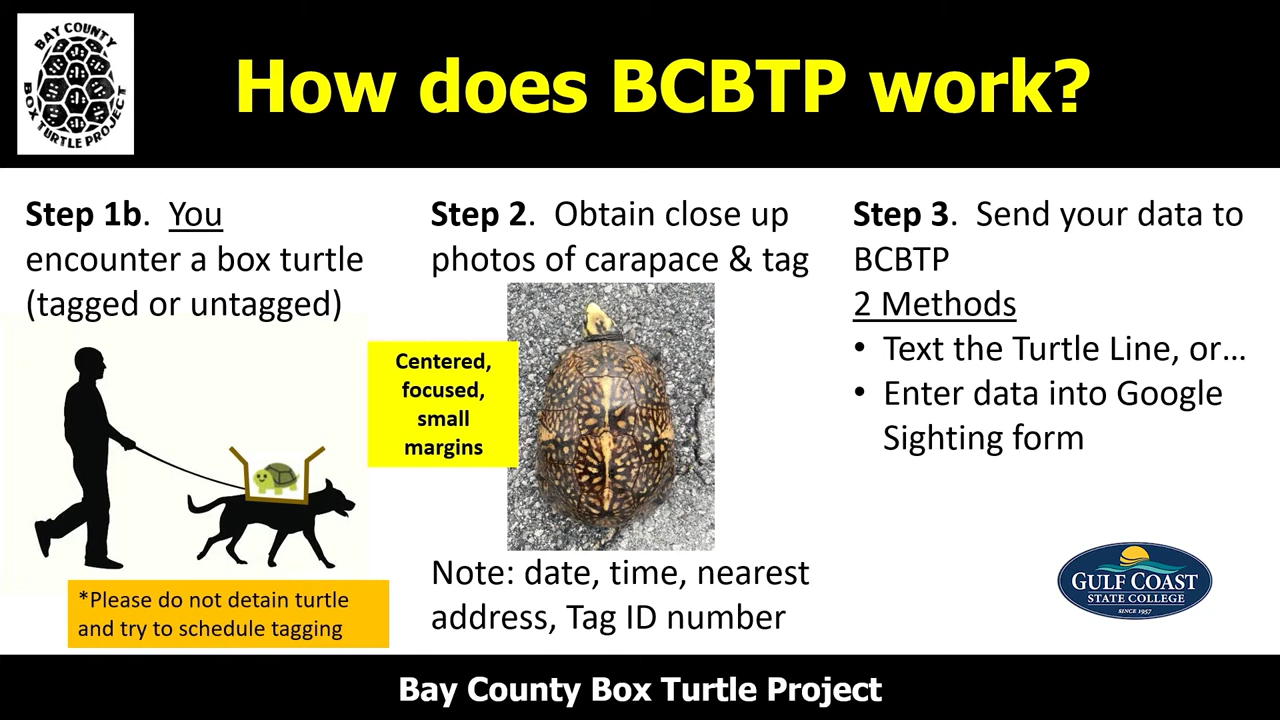 BAY COUNTY
BOX TURTLE PROJECT
How does BCBTP work?
Step 1b. You
encounter a box turtle
(tagged or untagged)
*Please do not detain turtle
and try to schedule tagging
Step 2. Obtain close up
photos of carapace & tag
Centered,
focused,
small
margins
Note: date, time, nearest
address, Tag ID number
Step 3. Send your data to
BCBTP
2 Methods
• Text the Turtle Line, or…
• Enter data into Google
Sighting form
GULF COAST
STATE COLLEGE
SINCE 1957
Bay County Box Turtle Project